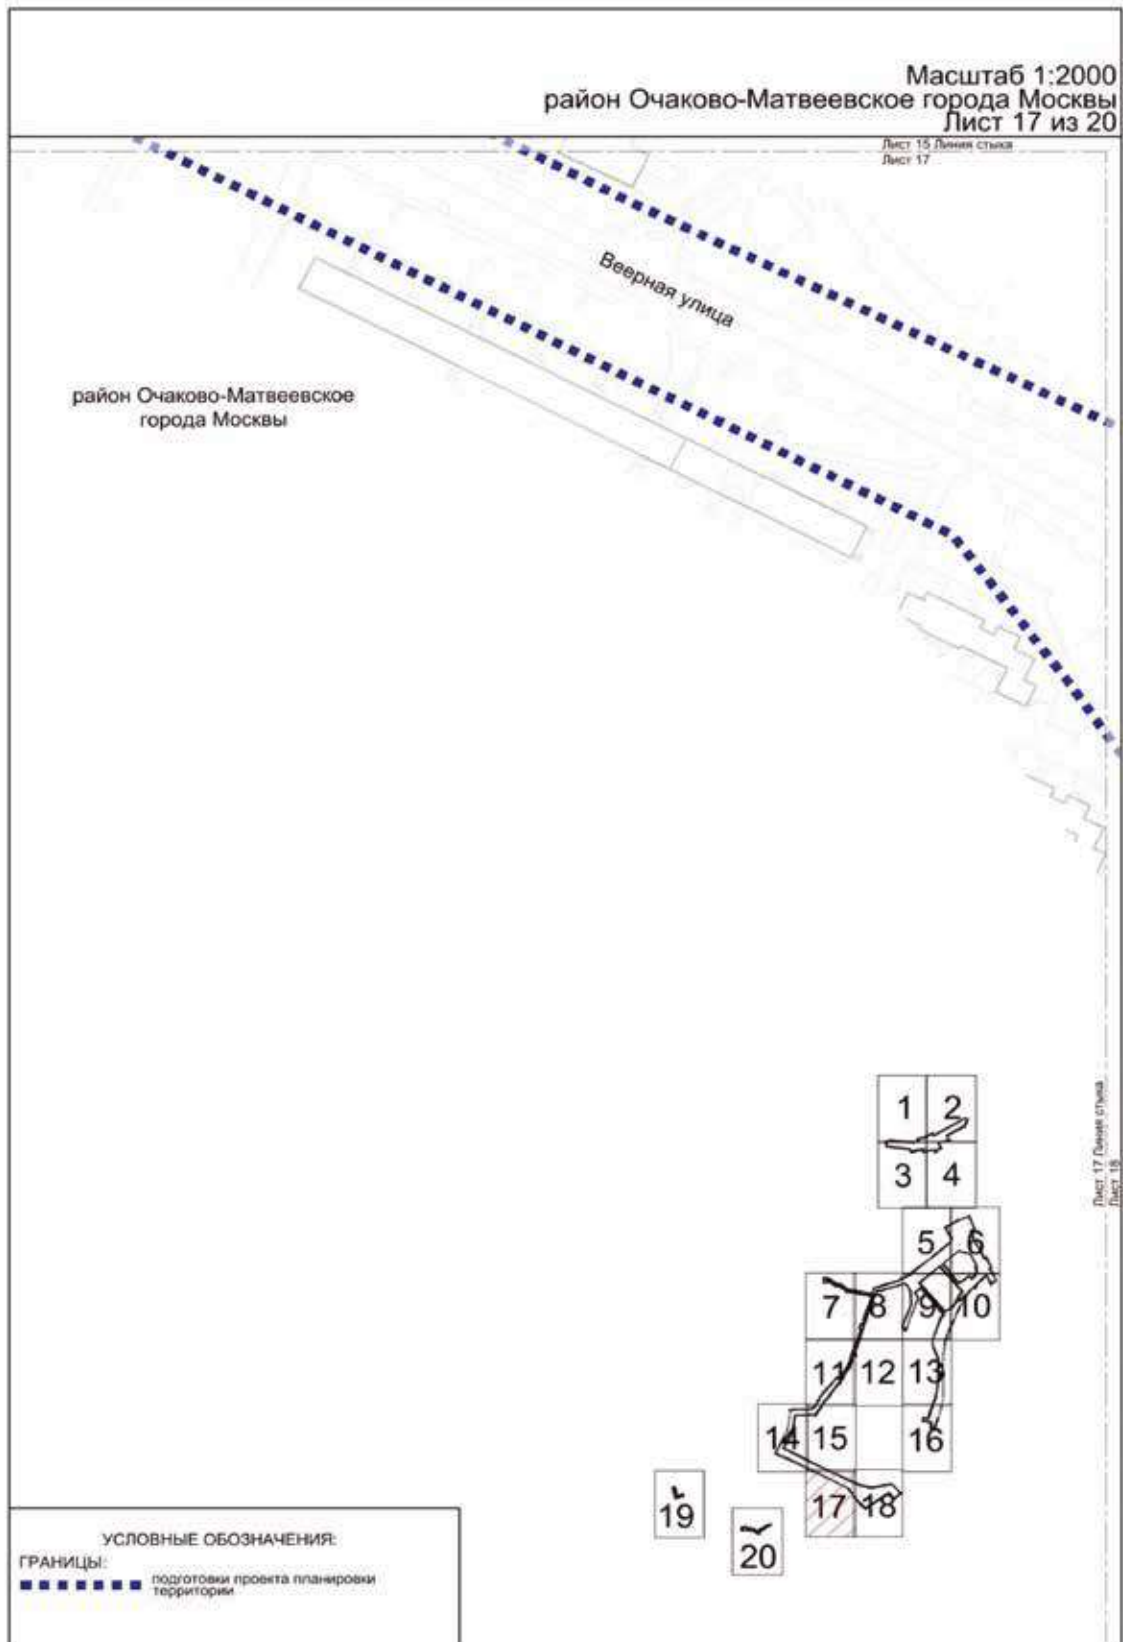 Масштаб 1:2000
район Очаково-Матвеевское города Москвы
Лист 17 из 20
Лист 15 Линия стыка
Лист 17
Веерная улица
район Очаково-Матвеевское
города Москвы
Лист 17 Линия стыка
Лист 18
1 2
3 4
5 6
7 8 9 10
11 12 13
14 15 16
17 18
19
20
УСЛОВНЫЕ ОБОЗНАЧЕНИЯ:
ГРАНИЦЫ:
подготовки проекта планировки
территории